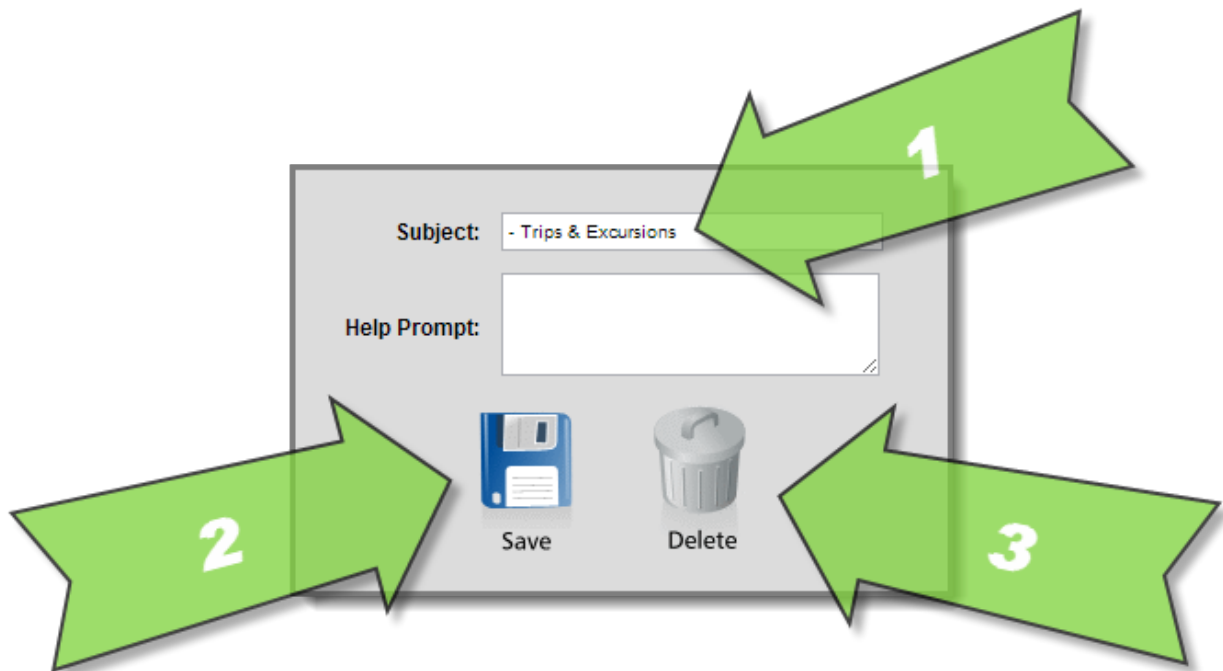 1
Subject:
- Trips & Excursions
Help Prompt:
2
3
Save
Delete